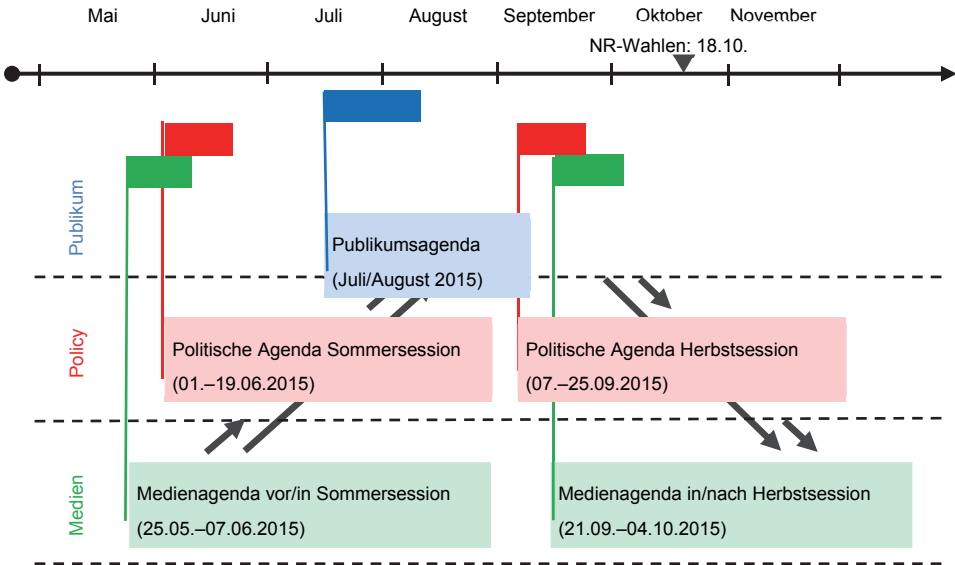 Mai Juni Juli August September Oktober November
NR-Wahlen: 18.10.
Publikum
Publikumsagenda
(Juli/August 2015)
Policy
Politische Agenda Sommersession
(01.–19.06.2015)
Politische Agenda Herbstsession
(07.–25.09.2015)
Medien
Medienagenda vor/in Sommersession
(25.05.–07.06.2015)
Medienagenda in/nach Herbstsession
(21.09.–04.10.2015)